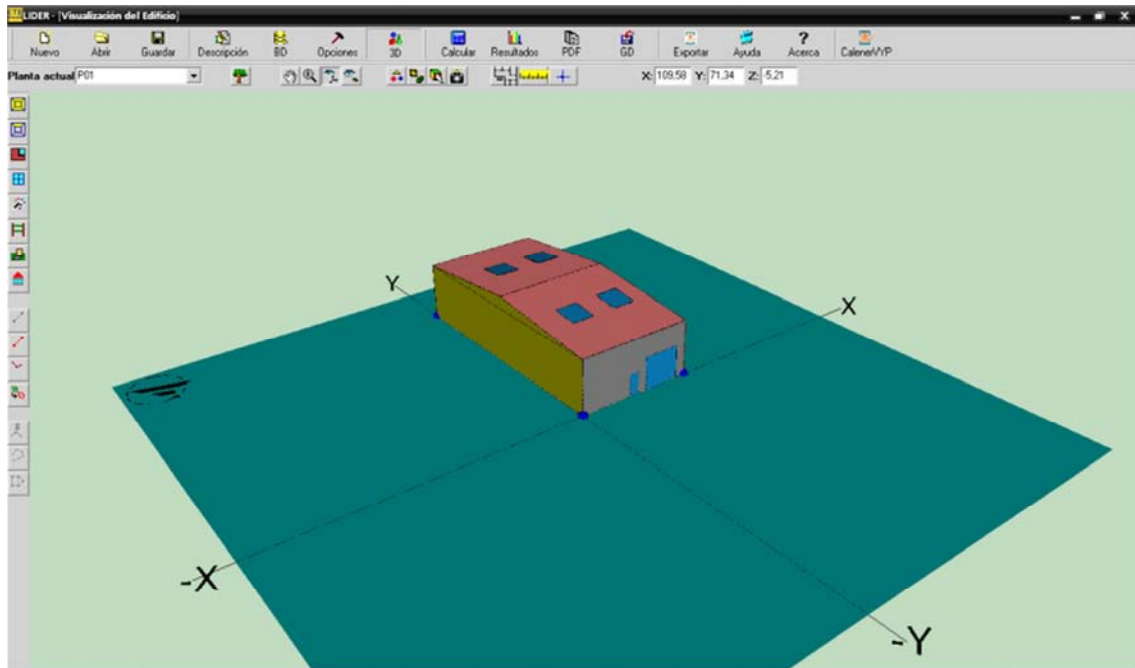 LIDER - [Visualización del Edificio]
Nuevo Abrir Guardar Descripción BD Opciones 3D Calcular Resultados PDF GD Exportar Ayuda Acerca CalenerVYP
Planta actual P01 X: 109,58 Y: 71,34 Z: -5,21
Y
X
-X
-Y